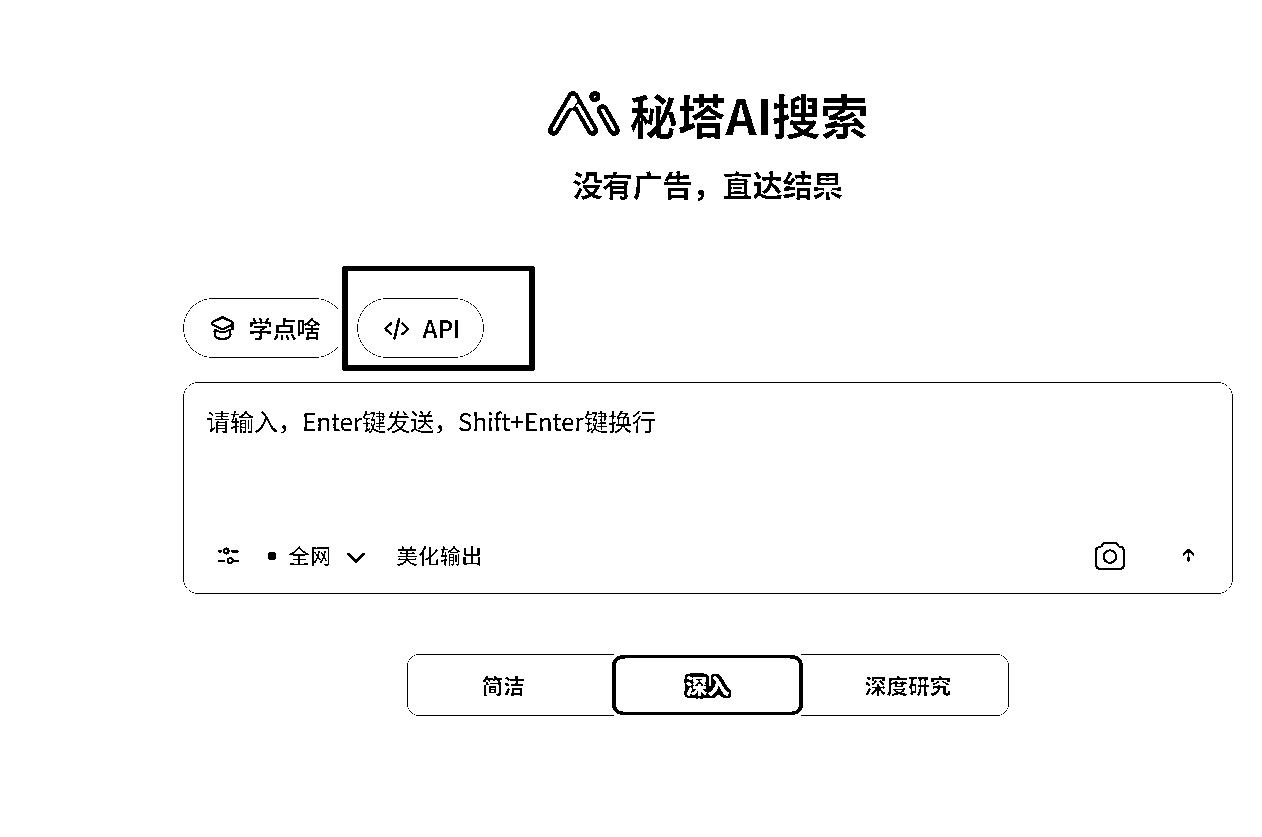 秘塔AI搜索
没有广告，直达结果
学点啥 </> API
请输入，Enter键发送，Shift+Enter键换行
全网 美化输出
简洁 深入 深度研究